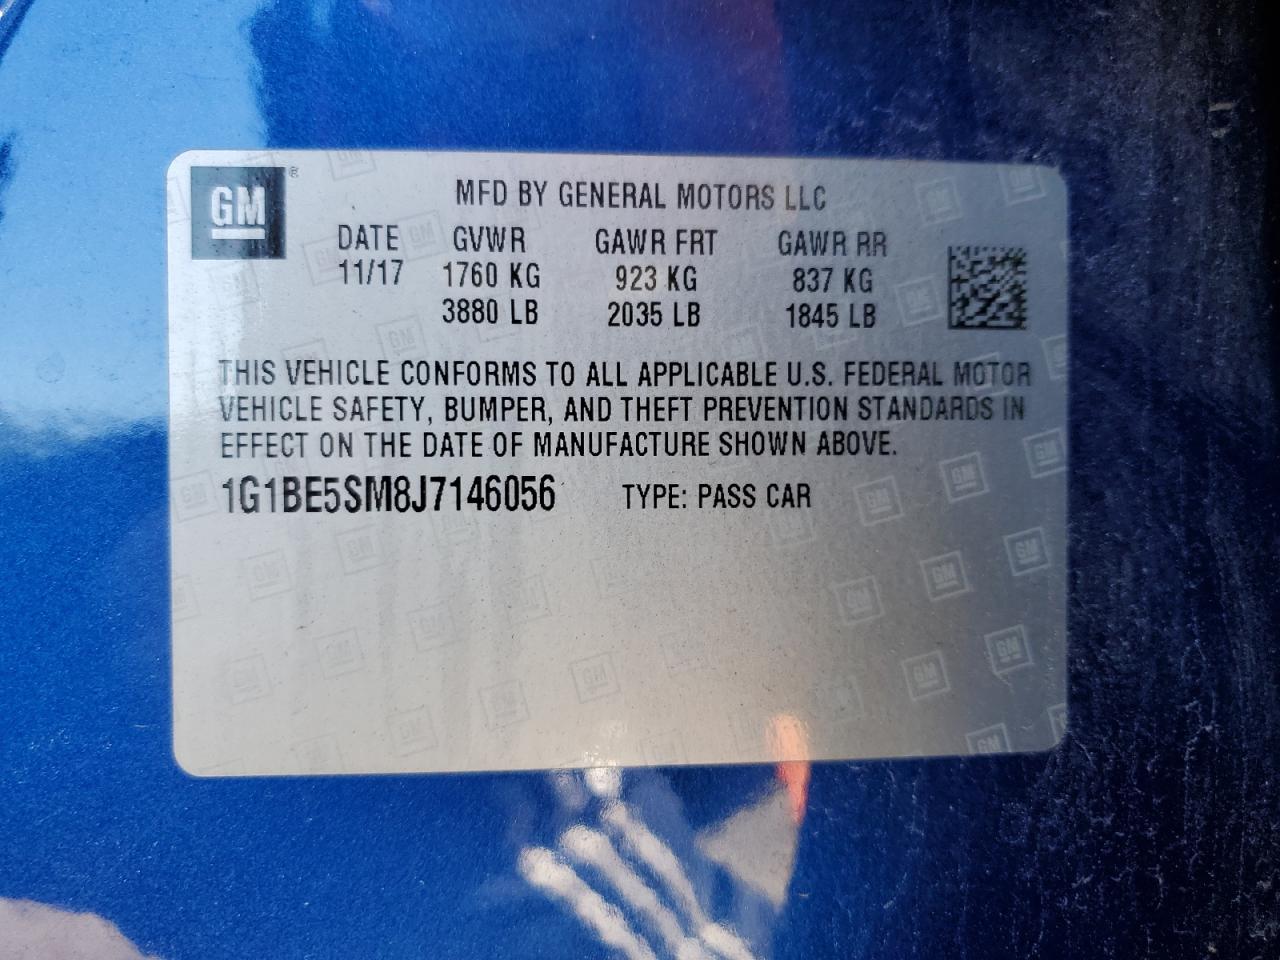 GM ®
MFD BY GENERAL MOTORS LLC
DATE GVWR GAWR FRT GAWR RR
11/17 1760 KG 923 KG 837 KG
3880 LB 2035 LB 1845 LB
THIS VEHICLE CONFORMS TO ALL APPLICABLE U.S. FEDERAL MOTOR
VEHICLE SAFETY, BUMPER, AND THEFT PREVENTION STANDARDS IN
EFFECT ON THE DATE OF MANUFACTURE SHOWN ABOVE.
1G1BE5SM8J7146056 TYPE: PASS CAR